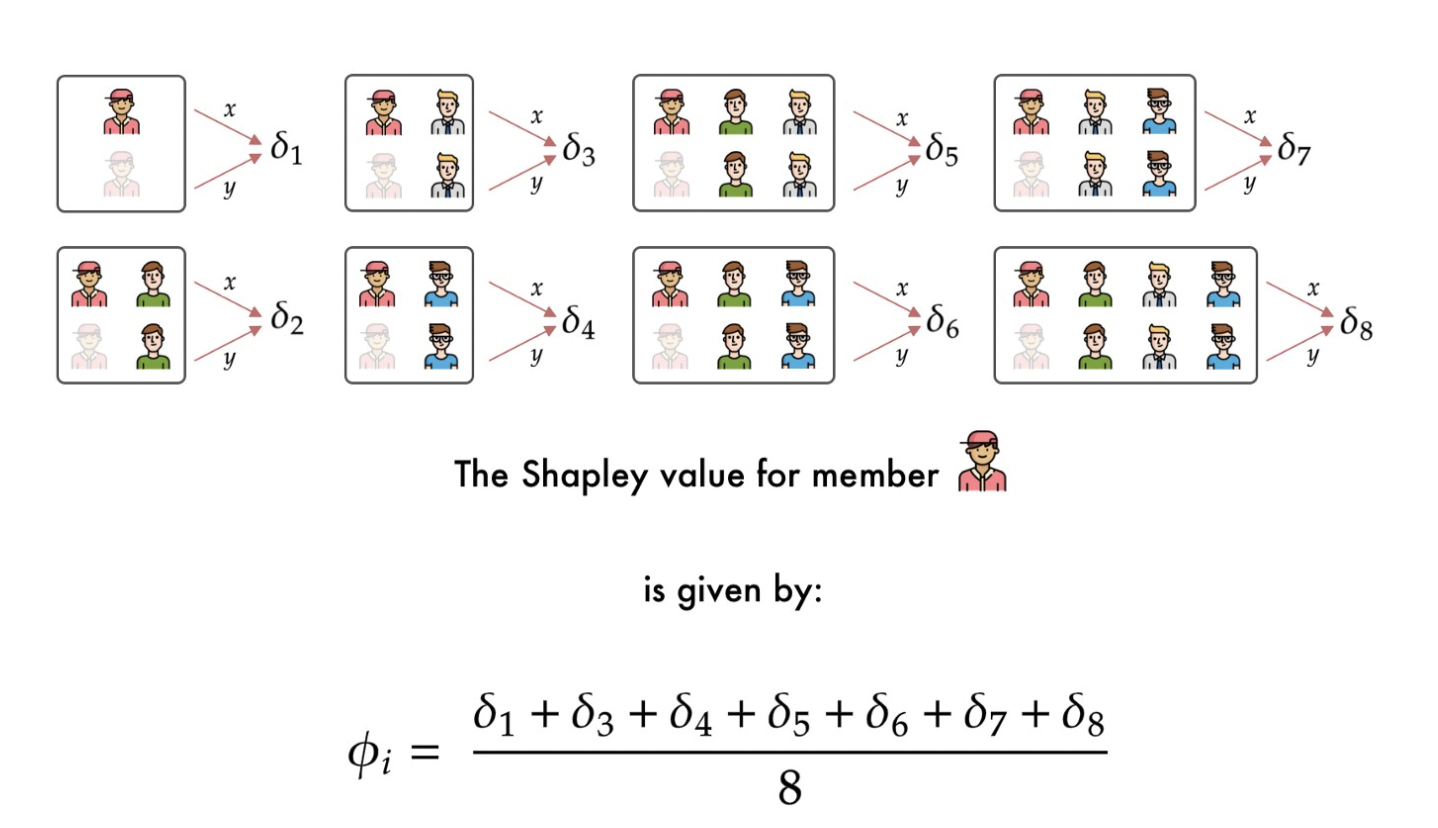 x
y
δ₁
x
y
δ₃
x
y
δ₅
x
y
δ₇
x
y
δ₂
x
y
δ₄
x
y
δ₆
x
y
δ₈
The Shapley value for member
is given by:
ϕᵢ = (δ₁ + δ₃ + δ₄ + δ₅ + δ₆ + δ₇ + δ₈) / 8